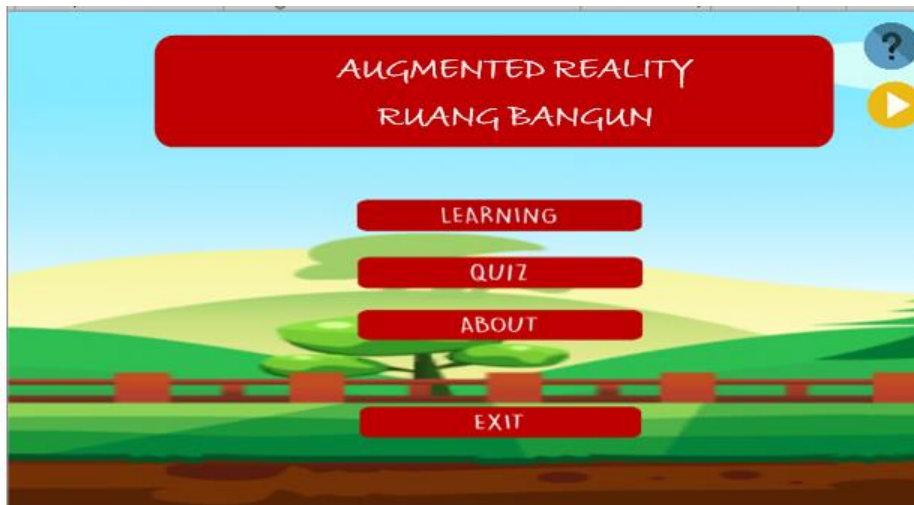 AUGMENTED REALITY
RUANG BANGUN
?
LEARNING
QUIZ
ABOUT
EXIT